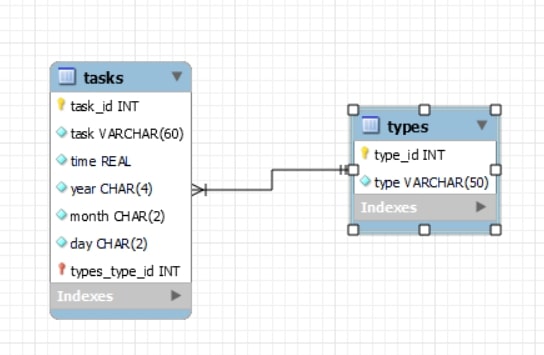 tasks
task_id INT
task VARCHAR(60)
time REAL
year CHAR(4)
month CHAR(2)
day CHAR(2)
types_type_id INT
Indexes
types
type_id INT
type VARCHAR(50)
Indexes